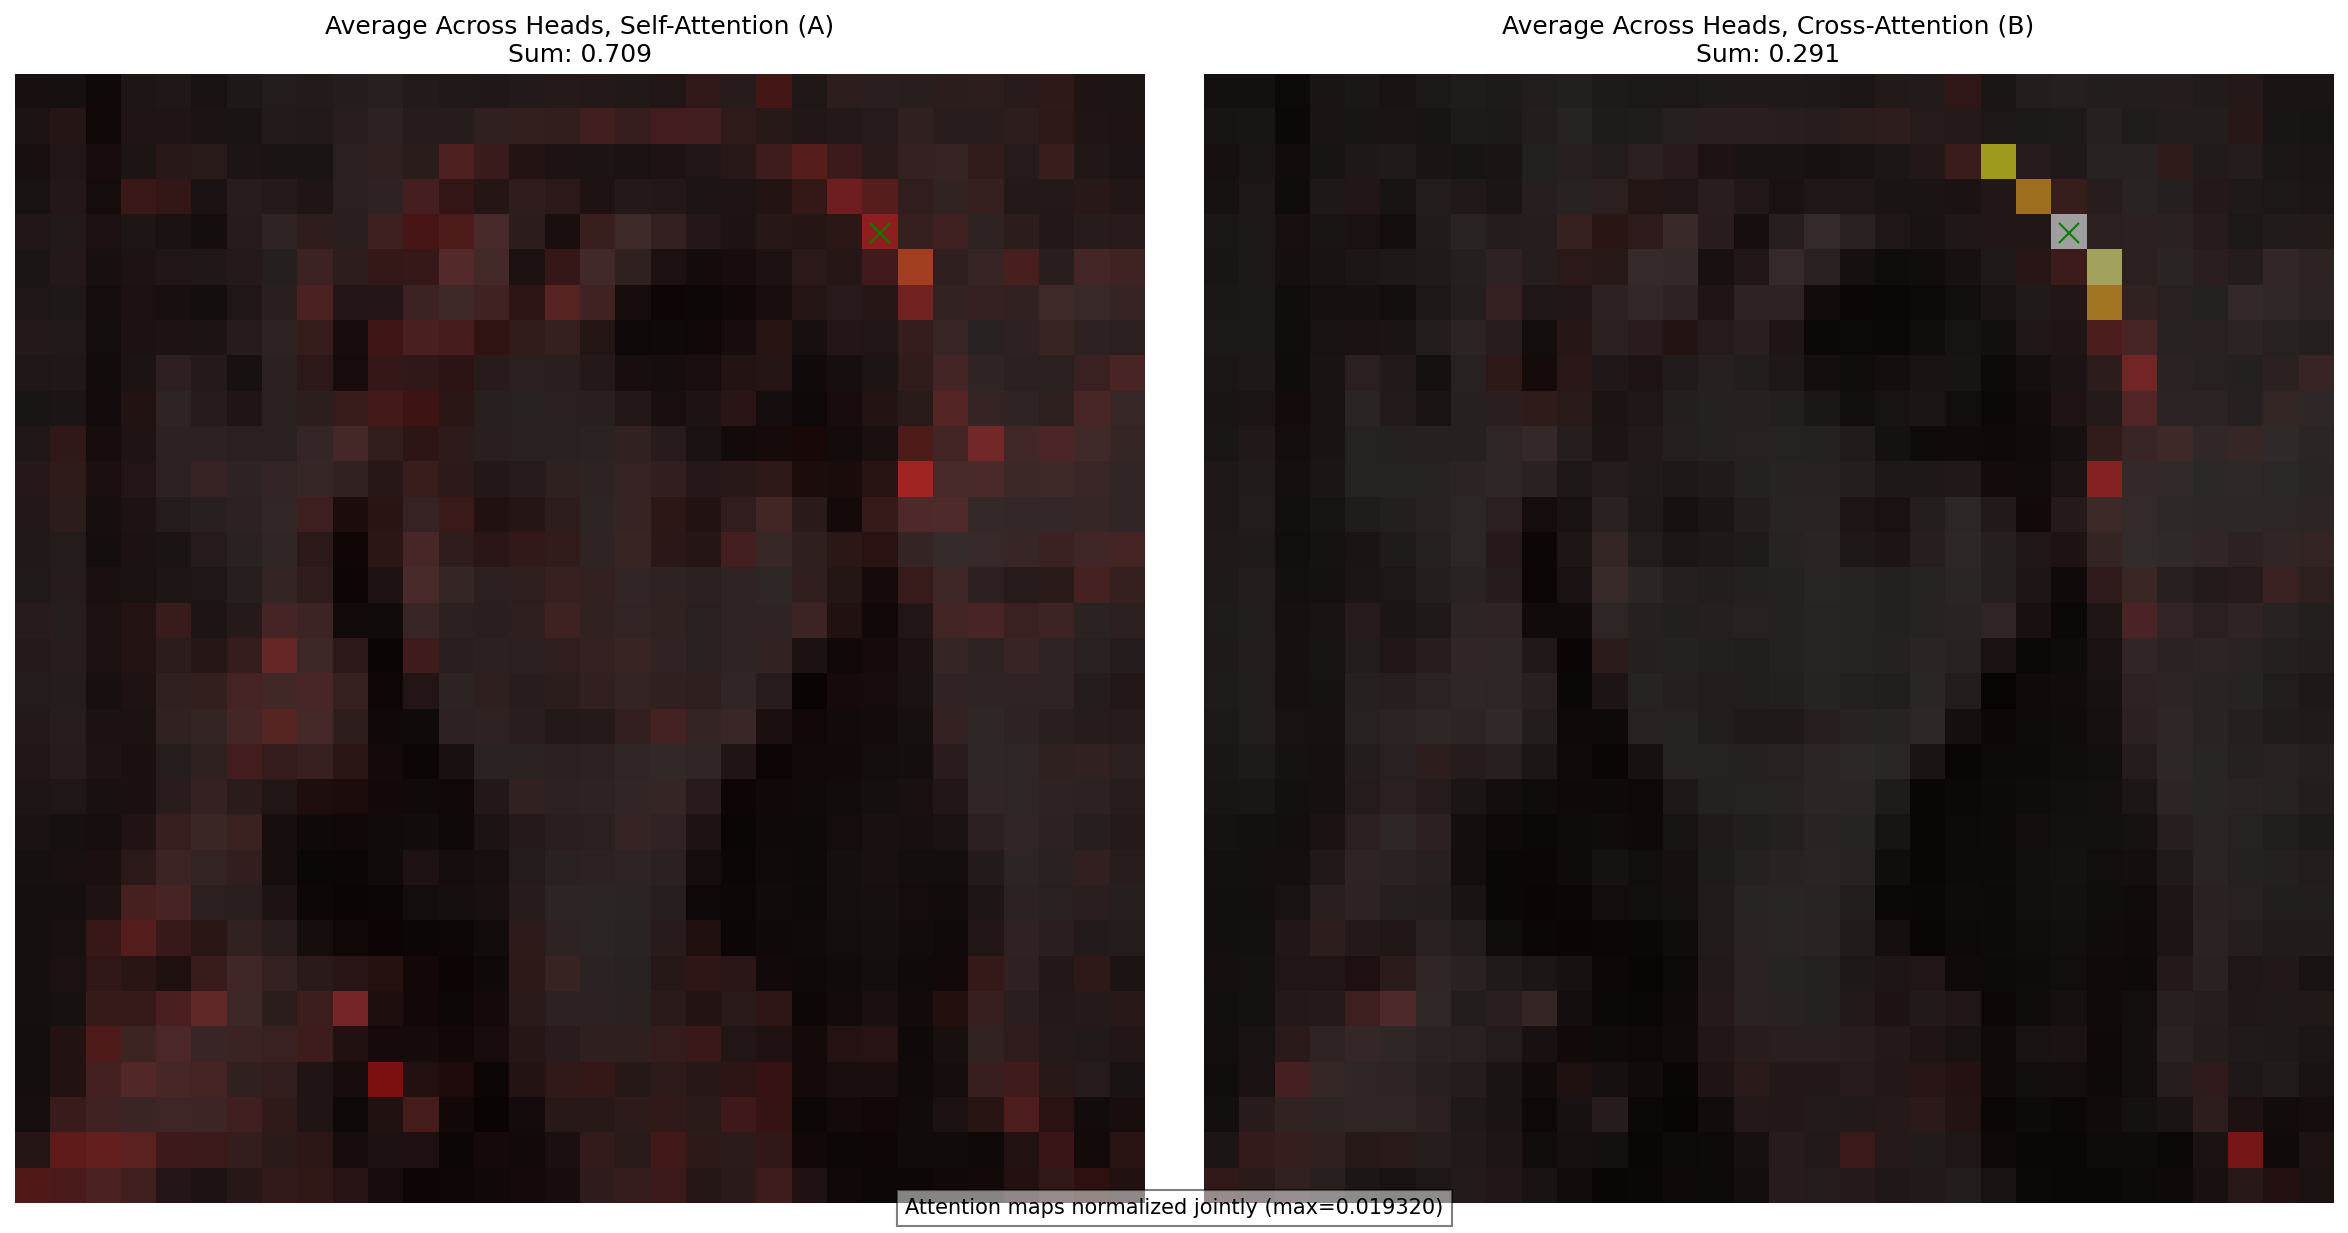 Average Across Heads, Self-Attention (A)
Sum: 0.709
Average Across Heads, Cross-Attention (B)
Sum: 0.291
Attention maps normalized jointly (max=0.019320)